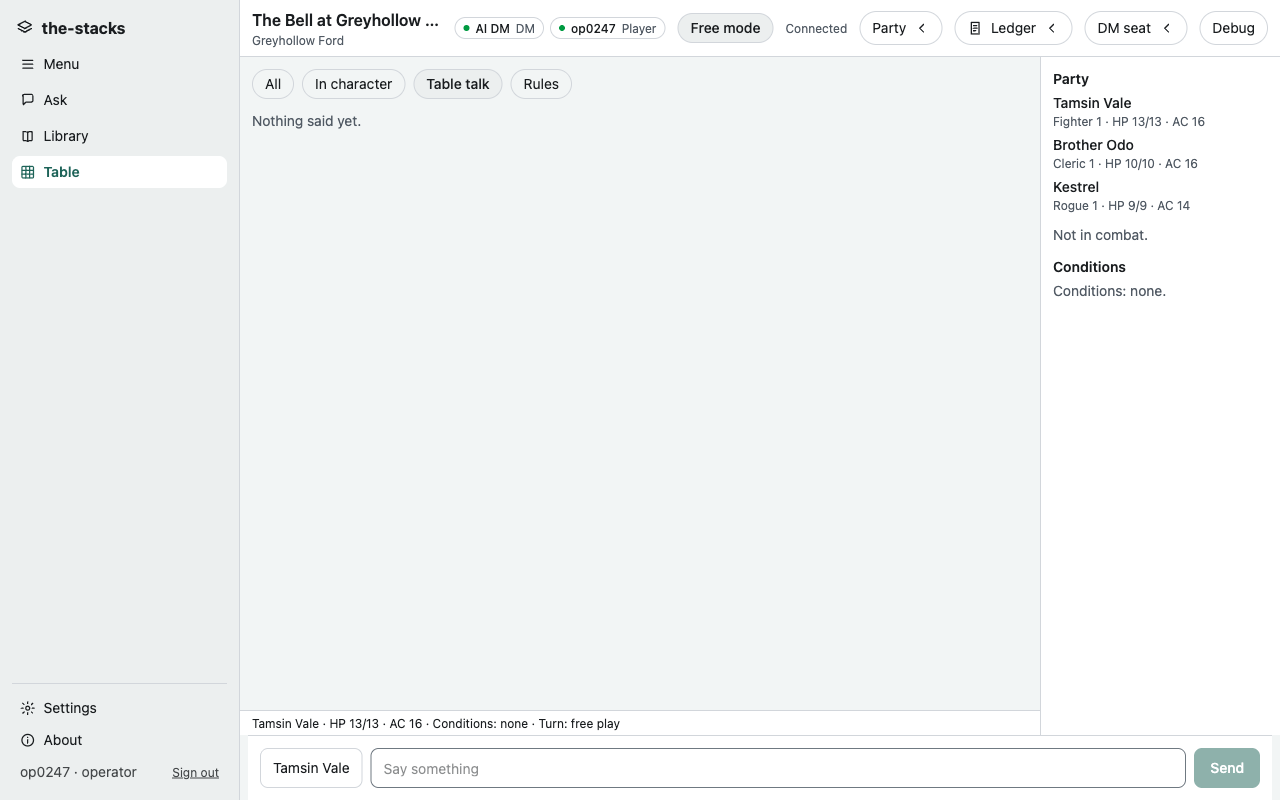 the-stacks
Menu
Ask
Library
Table
Settings
About
op0247 · operator
Sign out
The Bell at Greyhollow ...
Greyhollow Ford
AI DM DM
op0247 Player
Free mode
Connected
Party
Ledger
DM seat
Debug
All
In character
Table talk
Rules
Nothing said yet.
Party
Tamsin Vale
Fighter 1 · HP 13/13 · AC 16
Brother Odo
Cleric 1 · HP 10/10 · AC 16
Kestrel
Rogue 1 · HP 9/9 · AC 14
Not in combat.
Conditions
Conditions: none.
Tamsin Vale · HP 13/13 · AC 16 · Conditions: none · Turn: free play
Tamsin Vale
Say something
Send